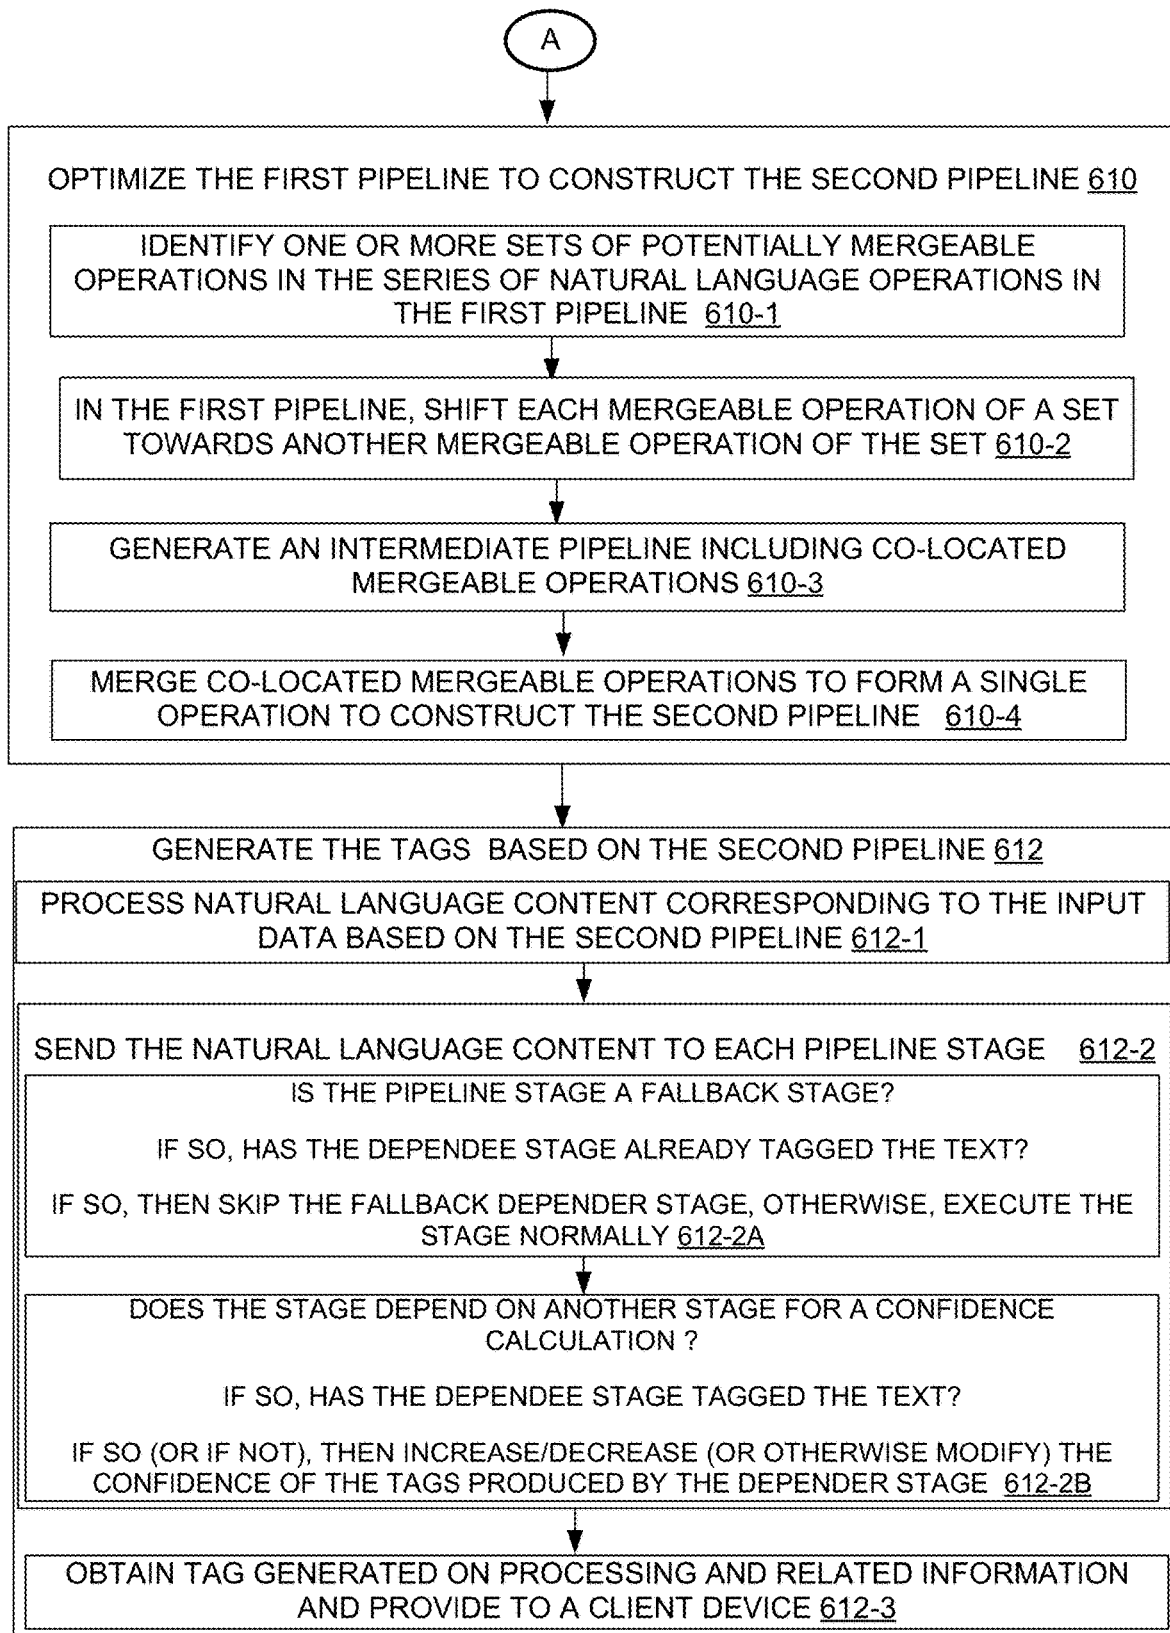 A
OPTIMIZE THE FIRST PIPELINE TO CONSTRUCT THE SECOND PIPELINE 610
IDENTIFY ONE OR MORE SETS OF POTENTIALLY MERGEABLE
OPERATIONS IN THE SERIES OF NATURAL LANGUAGE OPERATIONS IN
THE FIRST PIPELINE 610-1
IN THE FIRST PIPELINE, SHIFT EACH MERGEABLE OPERATION OF A SET
TOWARDS ANOTHER MERGEABLE OPERATION OF THE SET 610-2
GENERATE AN INTERMEDIATE PIPELINE INCLUDING CO-LOCATED
MERGEABLE OPERATIONS 610-3
MERGE CO-LOCATED MERGEABLE OPERATIONS TO FORM A SINGLE
OPERATION TO CONSTRUCT THE SECOND PIPELINE 610-4
GENERATE THE TAGS BASED ON THE SECOND PIPELINE 612
PROCESS NATURAL LANGUAGE CONTENT CORRESPONDING TO THE INPUT
DATA BASED ON THE SECOND PIPELINE 612-1
SEND THE NATURAL LANGUAGE CONTENT TO EACH PIPELINE STAGE 612-2
IS THE PIPELINE STAGE A FALLBACK STAGE?
IF SO, HAS THE DEPENDEE STAGE ALREADY TAGGED THE TEXT?
IF SO, THEN SKIP THE FALLBACK DEPENDER STAGE, OTHERWISE, EXECUTE THE
STAGE NORMALLY 612-2A
DOES THE STAGE DEPEND ON ANOTHER STAGE FOR A CONFIDENCE
CALCULATION ?
IF SO, HAS THE DEPENDEE STAGE TAGGED THE TEXT?
IF SO (OR IF NOT), THEN INCREASE/DECREASE (OR OTHERWISE MODIFY) THE
CONFIDENCE OF THE TAGS PRODUCED BY THE DEPENDER STAGE 612-2B
OBTAIN TAG GENERATED ON PROCESSING AND RELATED INFORMATION
AND PROVIDE TO A CLIENT DEVICE 612-3